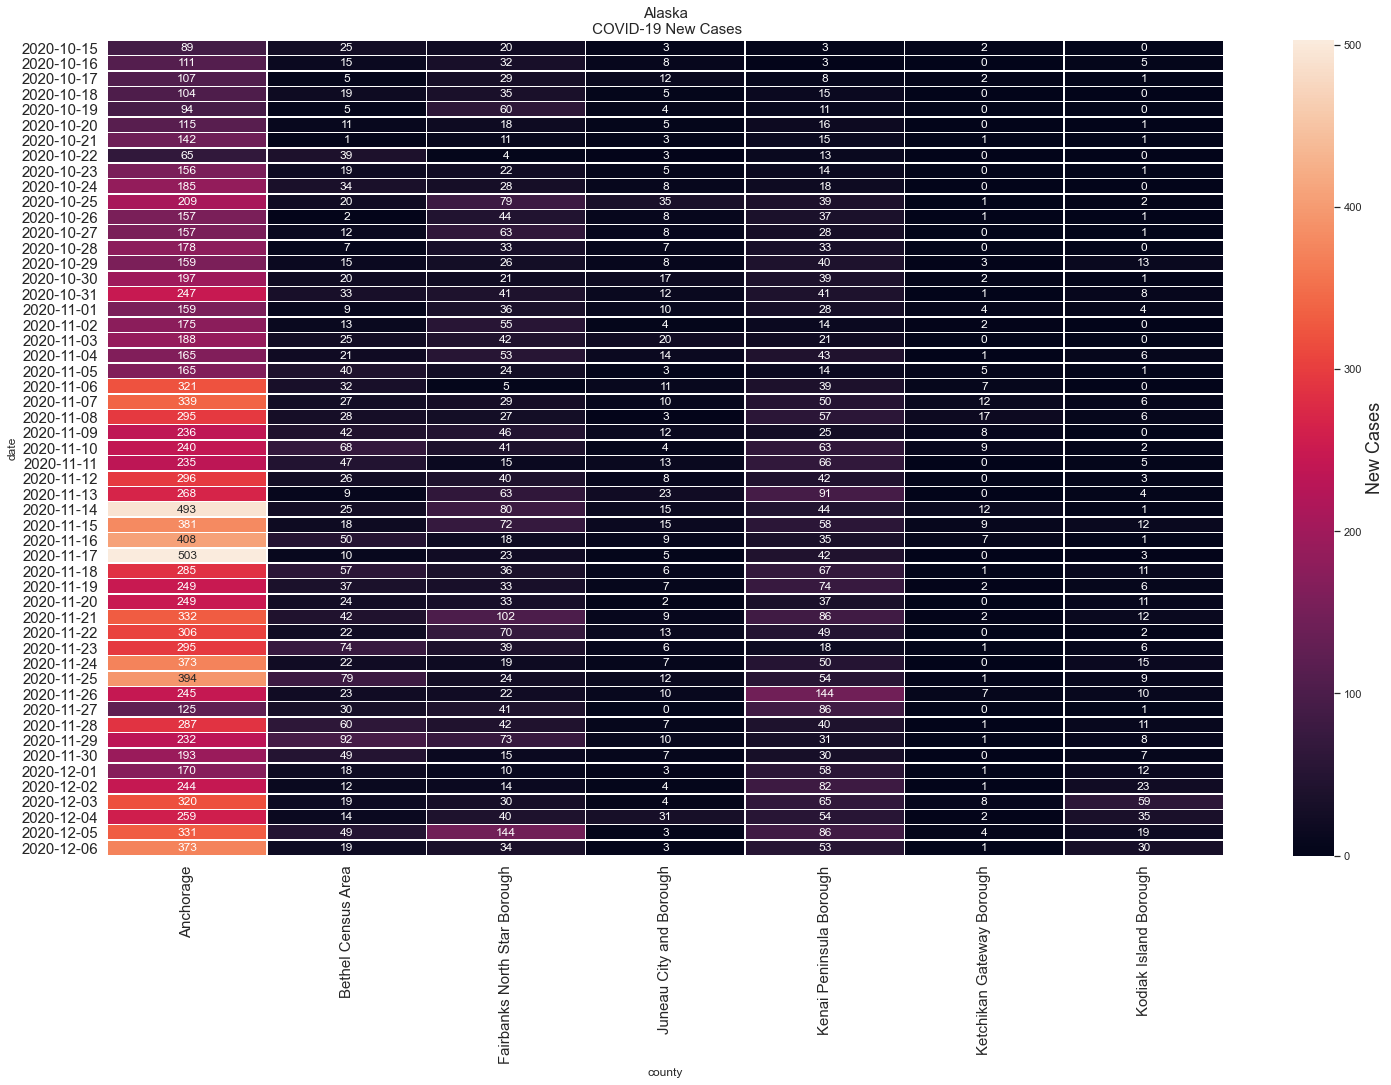 Alaska
COVID-19 New Cases
2020-10-15 89 25 20 3 3 2 0
2020-10-16 111 15 32 8 3 0 5
2020-10-17 107 5 29 12 8 2 1
2020-10-18 104 19 35 5 15 0 0
2020-10-19 94 5 60 4 11 0 0
2020-10-20 115 11 18 5 16 0 1
2020-10-21 142 1 11 3 15 1 1
2020-10-22 65 39 4 3 13 0 0
2020-10-23 156 19 22 5 14 0 1
2020-10-24 185 34 28 8 18 0 0
2020-10-25 209 20 79 35 39 1 2
2020-10-26 157 2 44 8 37 1 1
2020-10-27 157 12 63 8 28 0 1
2020-10-28 178 7 33 7 33 0 0
2020-10-29 159 15 26 8 40 3 13
2020-10-30 197 20 21 17 39 2 1
2020-10-31 247 33 41 12 41 1 8
2020-11-01 159 9 36 10 28 4 4
2020-11-02 175 13 55 4 14 2 0
2020-11-03 188 25 42 20 21 0 0
2020-11-04 165 21 53 14 43 1 6
2020-11-05 165 40 24 3 14 5 1
2020-11-06 321 32 5 11 39 7 0
2020-11-07 339 27 29 10 50 12 6
2020-11-08 295 28 27 3 57 17 6
2020-11-09 236 42 46 12 25 8 0
2020-11-10 240 68 41 4 63 9 2
2020-11-11 235 47 15 13 66 0 5
2020-11-12 296 26 40 8 42 0 3
2020-11-13 268 9 63 23 91 0 4
2020-11-14 493 25 80 15 44 12 1
2020-11-15 381 18 72 15 58 9 12
2020-11-16 408 50 18 9 35 7 1
2020-11-17 503 10 23 5 42 0 3
2020-11-18 285 57 36 6 67 1 11
2020-11-19 249 37 33 7 74 2 6
2020-11-20 249 24 33 2 37 0 11
2020-11-21 332 42 102 9 86 2 12
2020-11-22 306 22 70 13 49 0 2
2020-11-23 295 74 39 6 18 1 6
2020-11-24 373 22 19 7 50 0 15
2020-11-25 394 79 24 12 54 1 9
2020-11-26 245 23 22 10 144 7 10
2020-11-27 125 30 41 0 86 0 1
2020-11-28 287 60 42 7 40 1 11
2020-11-29 232 92 73 10 31 1 8
2020-11-30 193 49 15 7 30 0 7
2020-12-01 170 18 10 3 58 1 12
2020-12-02 244 12 14 4 82 1 23
2020-12-03 320 19 30 4 65 8 59
2020-12-04 259 14 40 31 54 2 35
2020-12-05 331 49 144 3 86 4 19
2020-12-06 373 19 34 3 53 1 30
date
Anchorage
Bethel Census Area
Fairbanks North Star Borough
Juneau City and Borough
Kenai Peninsula Borough
Ketchikan Gateway Borough
Kodiak Island Borough
county
500
400
300
200
100
0
New Cases